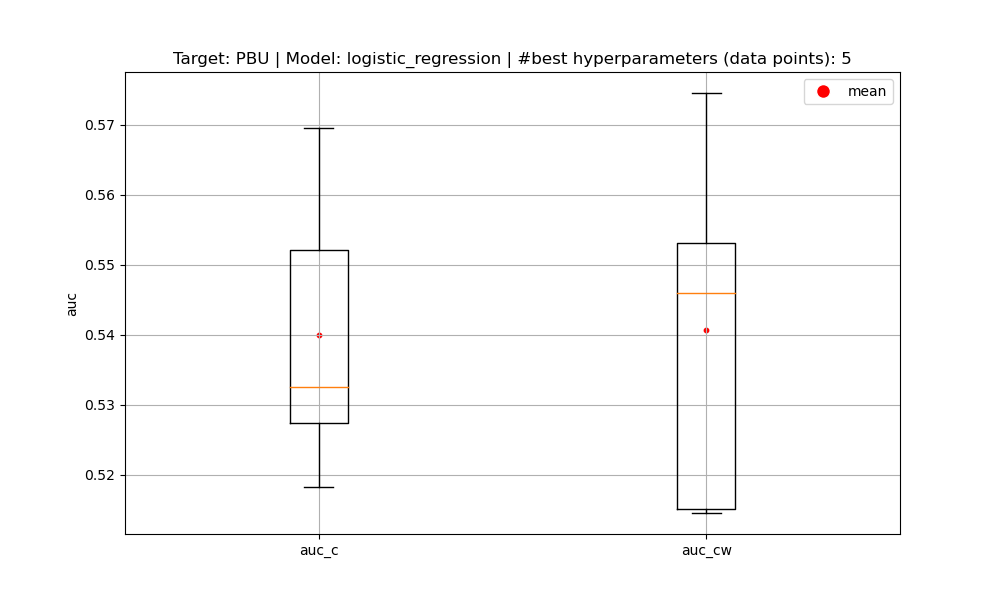 Target: PBU | Model: logistic_regression | #best hyperparameters (data points): 5
mean
0.57
0.56
0.55
0.54
0.53
0.52
auc
auc_c
auc_cw